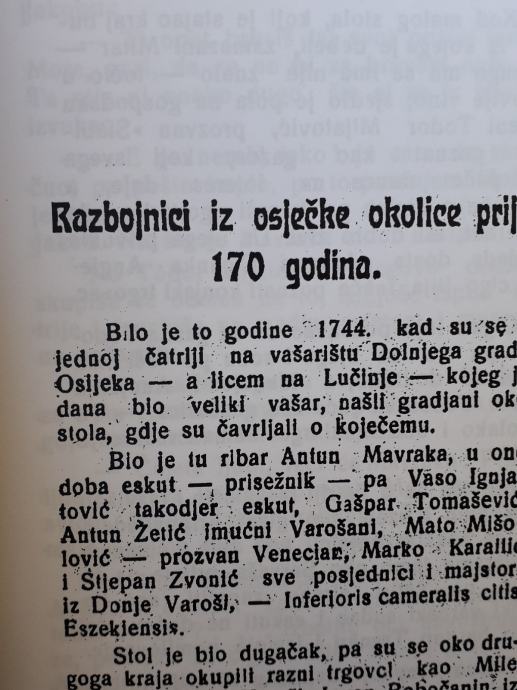 Razbojnici iz osječke okolice prij
170 godina.
Bilo je to godine 1744. kad su se
jednoj čatrlji na vašarištu Dolnjega grad
Osijeka — a licem na Lučinje — kojeg j
dana bio veliki vašar, našli gradjani ok
stola, gdje su čavrljali o koječemu.
Bio je tu ribar Antun Mavraka, u ono
doba eskut — prisežnik — pa Vaso Ignja-
tović takodjer eskut, Gašpar Tomašević
Antun Žetić imućni Varošani, Mato Mišo-
lović — prozvan Venecjan, Marko Karailić
i Stjepan Zvonić sve posjednici i majstor
iz Donje Varoši, — Inferioris cameralis citis
Eszekiensis.
Stol je bio dugačak, pa su se oko dru-
goga kraja okupili razni trgovci kao Mile